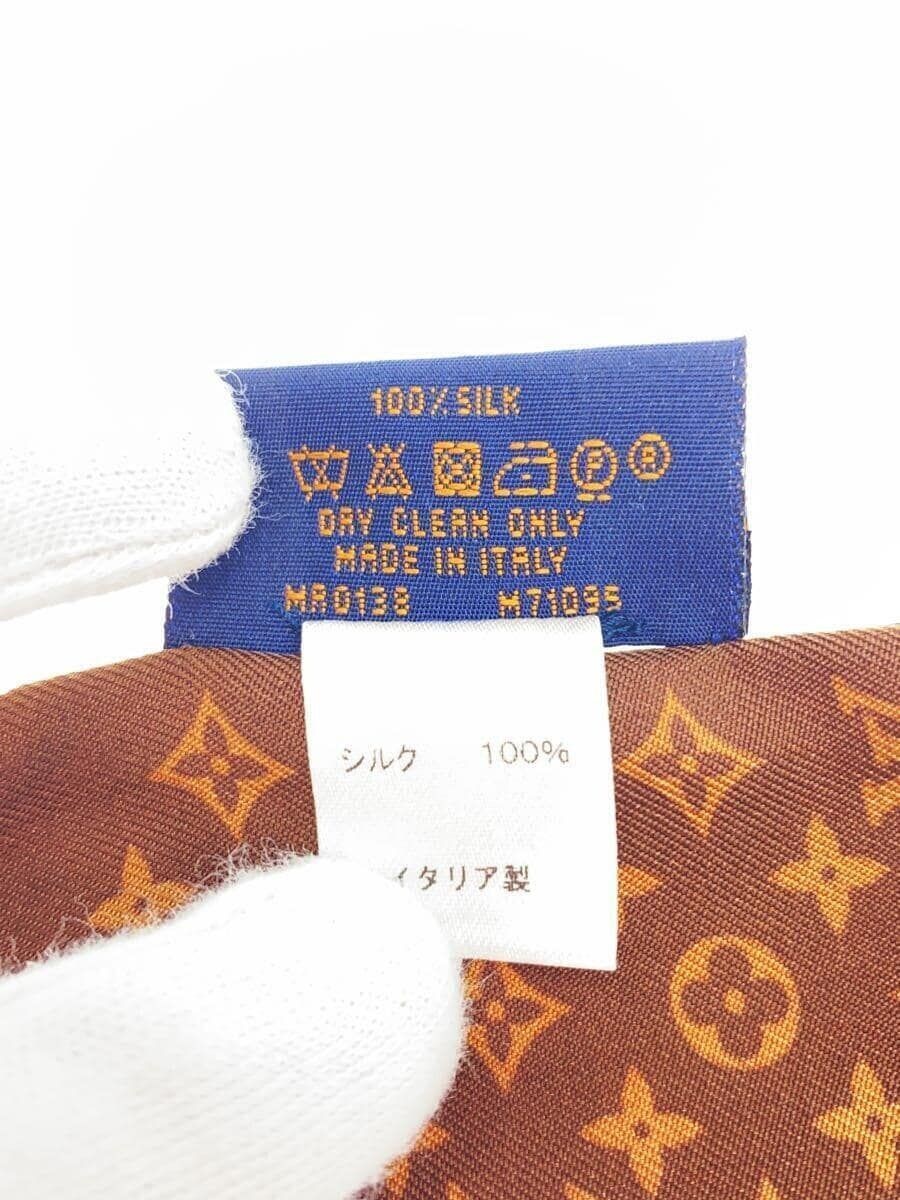 100% SILK
P R
DRY CLEAN ONLY
MADE IN ITALY
MA0138 M71095
シルク 100%
イタリア製